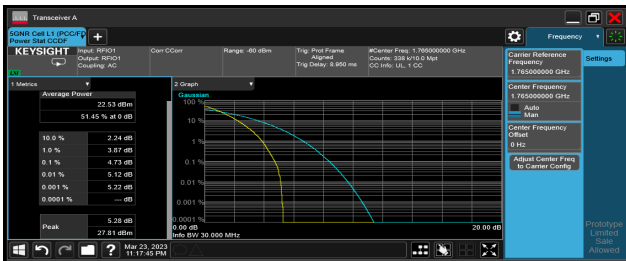 Transceiver A
5GNR Cell L1 (PCC/FD
Power Stat CCDF
KEYSIGHT
Input: RFIO1
Output: RFIO1
Coupling: AC
Corr CCorr
Range: -60 dBm
Trig: Prot Frame
Aligned
Trig Delay: 8.950 ms
#Center Freq: 1.765000000 GHz
Counts: 338 k/10.0 Mpt
CC Info: UL, 1 CC
Frequency
Settings
Carrier Reference
Frequency
1.765000000 GHz
Center Frequency
1.765000000 GHz
Auto
Man
Center Frequency
Offset
0 Hz
Adjust Center Freq
to Carrier Config
1 Metrics
Average Power
22.53 dBm
51.45 % at 0 dB
10.0 % 2.24 dB
1.0 % 3.87 dB
0.1 % 4.73 dB
0.01 % 5.12 dB
0.001 % 5.22 dB
0.0001 % --- dB
Peak
5.28 dB
27.81 dBm
2 Graph
Gaussian
100 %
10 %
1 %
0.1 %
0.01 %
0.001 %
0.0001 %
0.00 dB
20.00 dB
Info BW 30.000 MHz
Mar 23, 2023
11:17:45 PM
Prototype
Limited
Sale
Allowed